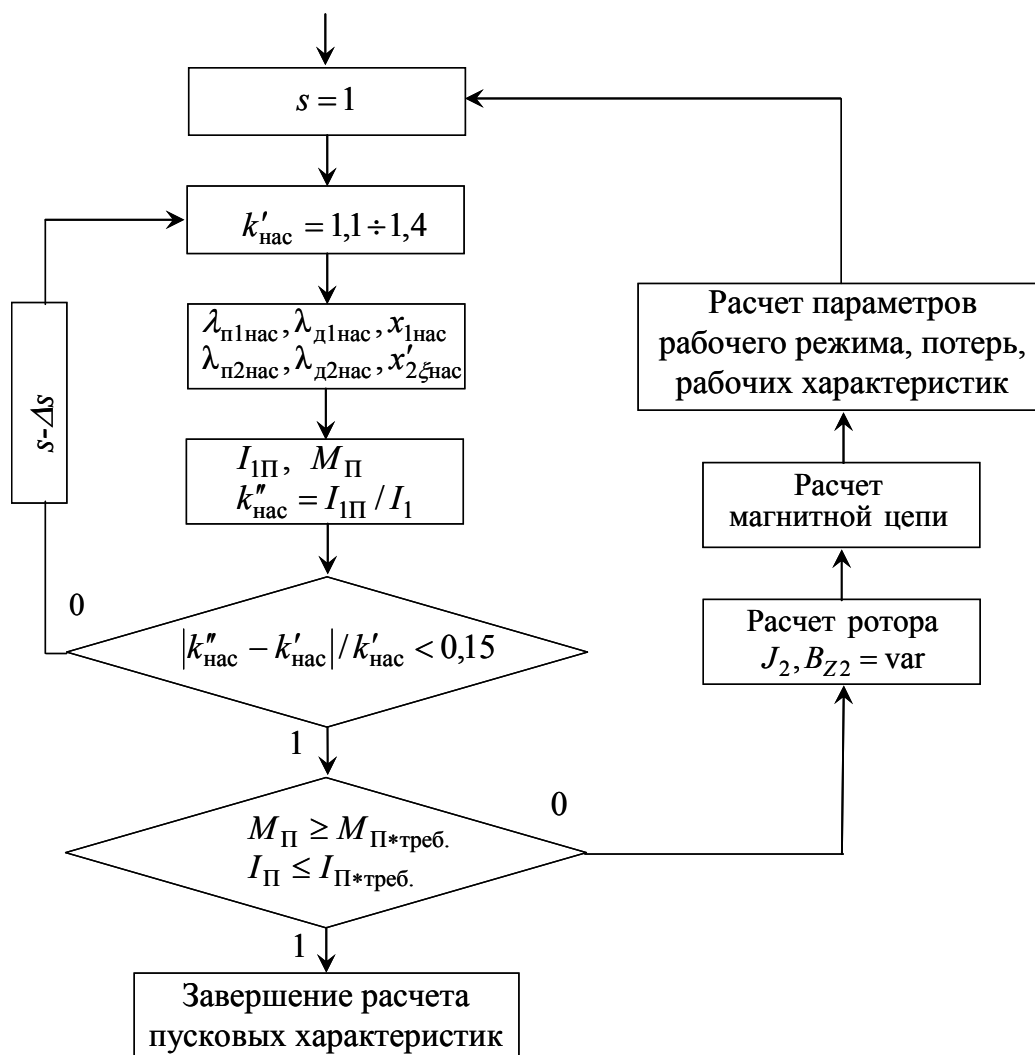 s = 1
k′нас = 1,1 ÷ 1,4
λп1нас, λд1нас, x1нас
λп2нас, λд2нас, x′2ξнас
s-Δs
I1П, MП
k″нас = I1П / I1
0
|k″нас − k′нас| / k′нас < 0,15
1
MП ≥ MП*треб.
IП ≤ IП*треб.
0
1
Завершение расчета
пусковых характеристик
Расчет параметров
рабочего режима, потерь,
рабочих характеристик
Расчет
магнитной цепи
Расчет ротора
J2, BZ2 = var